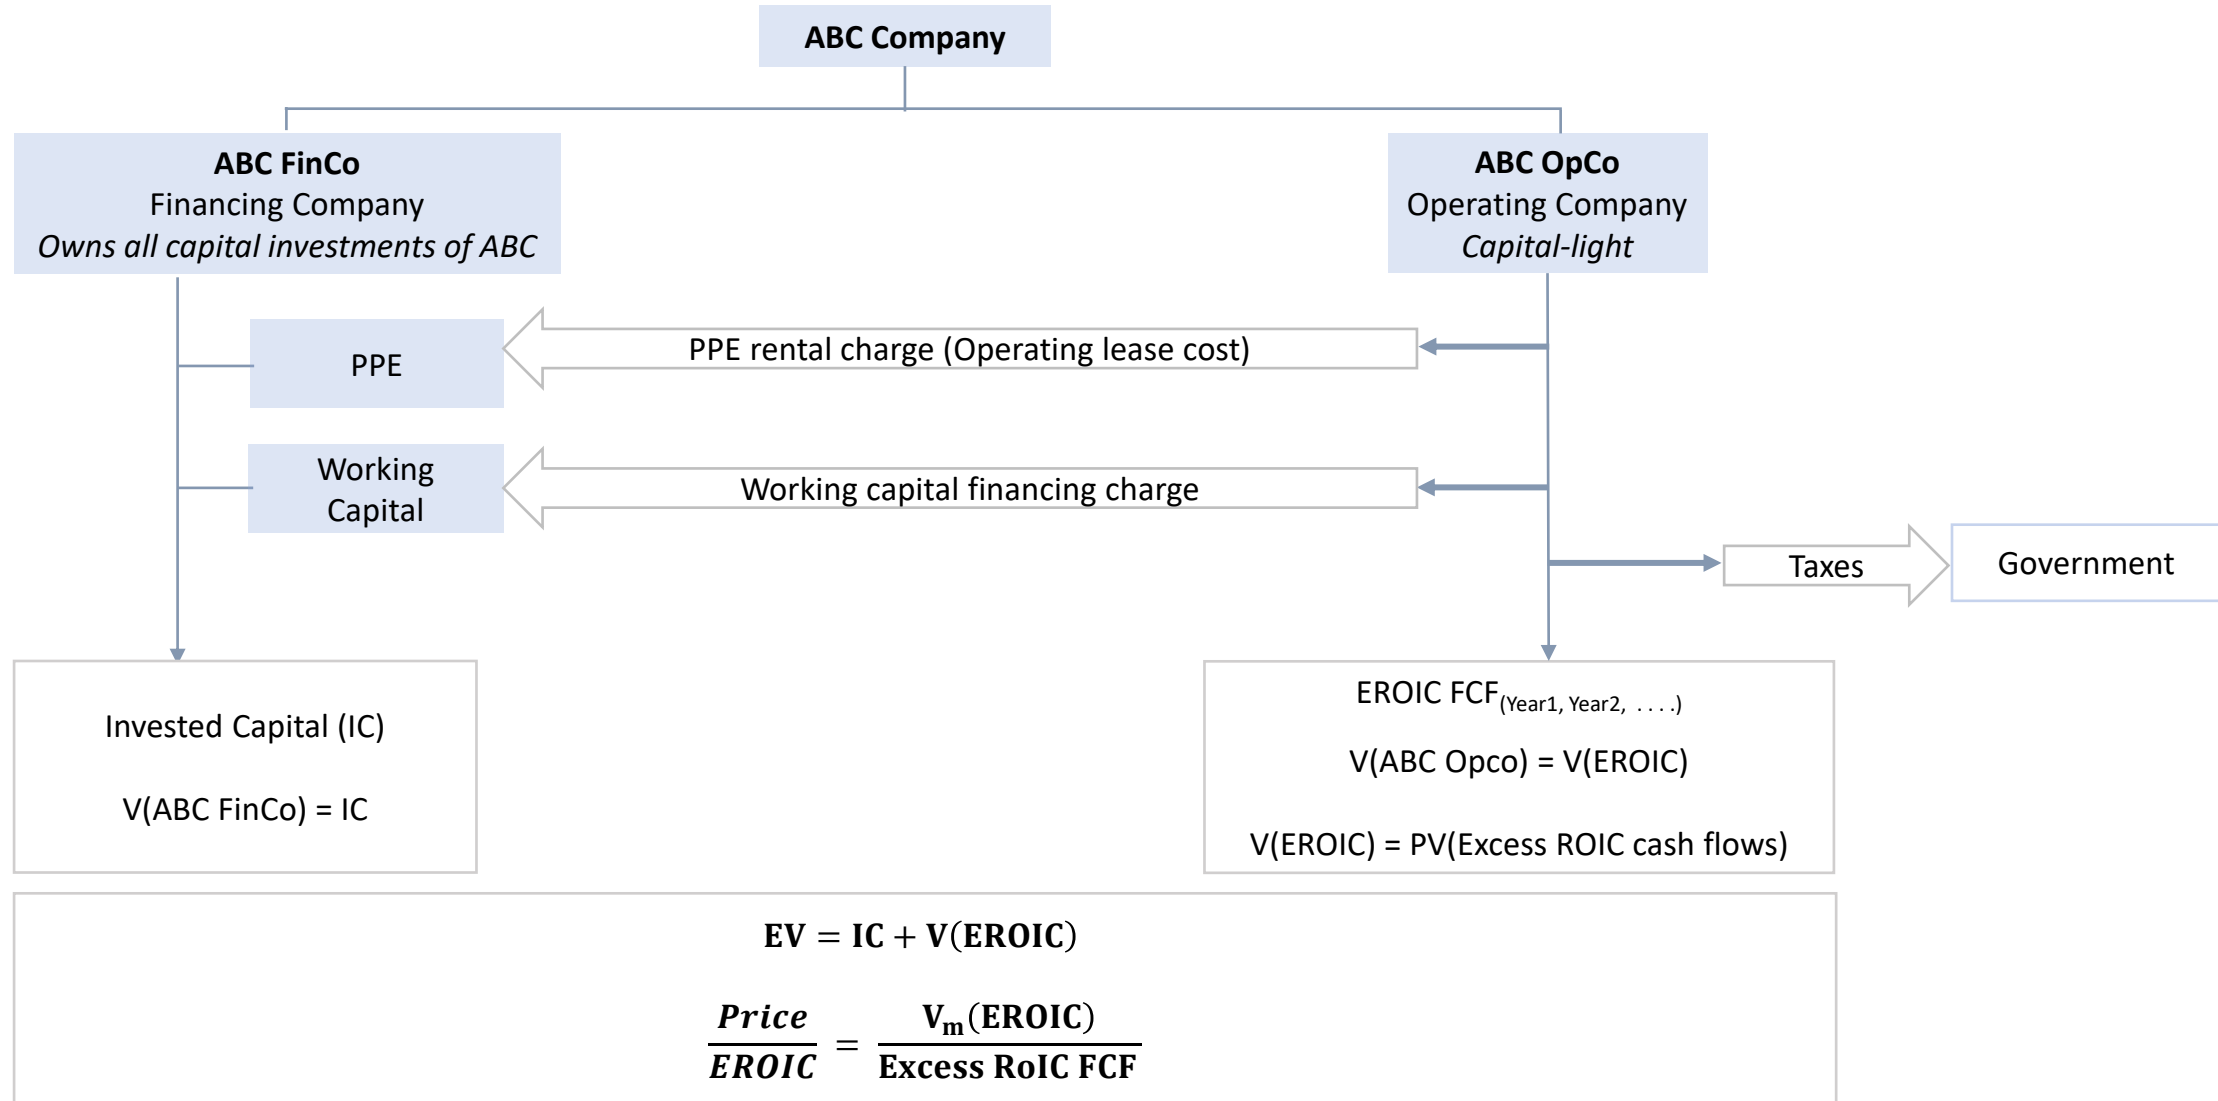 ABC Company
ABC FinCo
Financing Company
Owns all capital investments of ABC
ABC OpCo
Operating Company
Capital-light
PPE
PPE rental charge (Operating lease cost)
Working
Capital
Working capital financing charge
Taxes
Government
Invested Capital (IC)
V(ABC FinCo) = IC
EROIC FCF(Year1, Year2, ....)
V(ABC Opco) = V(EROIC)
V(EROIC) = PV(Excess ROIC cash flows)
EV = IC + V(EROIC)
Price/EROIC = Vm(EROIC)/Excess RoIC FCF